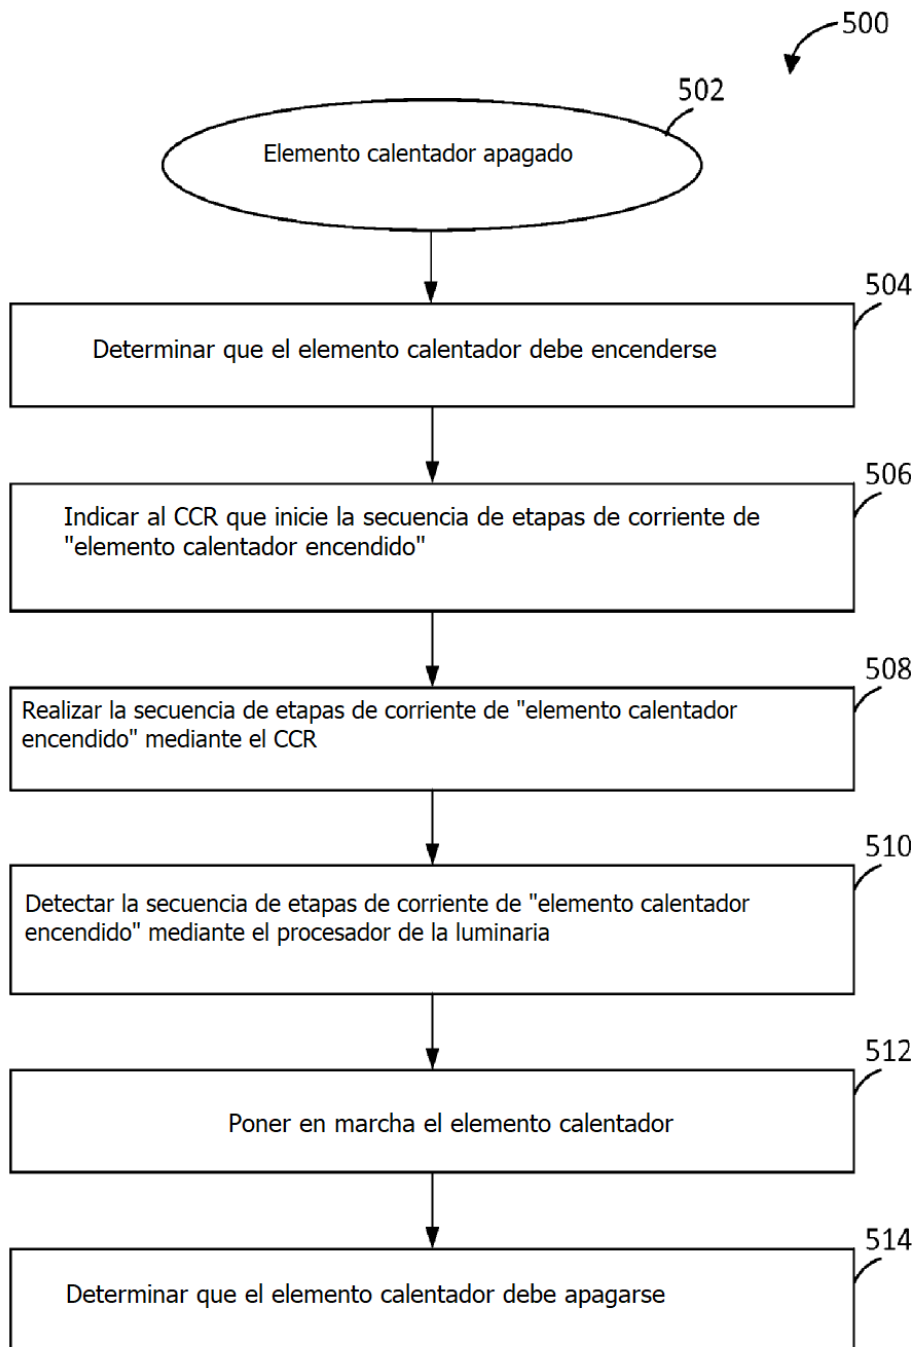 500
502
Elemento calentador apagado
504
Determinar que el elemento calentador debe encenderse
506
Indicar al CCR que inicie la secuencia de etapas de corriente de
"elemento calentador encendido"
508
Realizar la secuencia de etapas de corriente de "elemento calentador
encendido" mediante el CCR
510
Detectar la secuencia de etapas de corriente de "elemento calentador
encendido" mediante el procesador de la luminaria
512
Poner en marcha el elemento calentador
514
Determinar que el elemento calentador debe apagarse